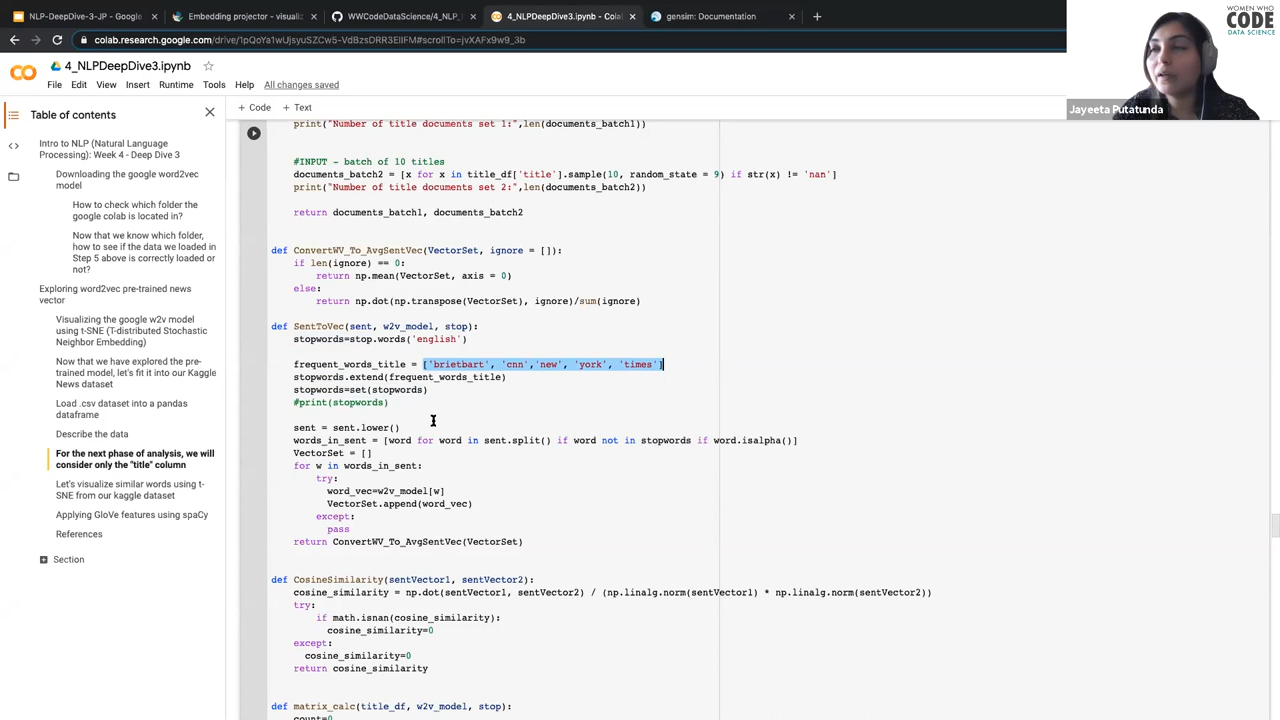 NLP-DeepDive-3-JP - Google
Embedding projector - visualiz
WWCodeDataScience/4_NLP_
4_NLPDeepDive3.ipynb - Colab
gensim: Documentation
WOMEN WHO
CODE
DATA SCIENCE
4_NLPDeepDive3.ipynb
File Edit View Insert Runtime Tools Help All changes saved
Jayeeta Putatunda
Table of contents
+ Code + Text
Intro to NLP (Natural Language
Processing): Week 4 - Deep Dive 3
Downloading the google word2vec
model
How to check which folder the
google colab is located in?
Now that we know which folder,
how to see if the data we loaded in
Step 5 above is correctly loaded or
not?
Exploring word2vec pre-trained news
vector
Visualizing the google w2v model
using t-SNE (T-distributed Stochastic
Neighbor Embedding)
Now that we have explored the pre-
trained model, let's fit it into our Kaggle
News dataset
Load .csv dataset into a pandas
dataframe
Describe the data
For the next phase of analysis, we will
consider only the "title" column
Let's visualize similar words using t-
SNE from our kaggle dataset
Applying GloVe features using spaCy
References
Section
print("Number of title documents set 1:",len(documents_batch1))
#INPUT - batch of 10 titles
documents_batch2 = [x for x in title_df['title'].sample(10, random_state = 9) if str(x) != 'nan']
print("Number of title documents set 2:",len(documents_batch2))
return documents_batch1, documents_batch2
def ConvertWV_To_AvgSentVec(VectorSet, ignore = []):
if len(ignore) == 0:
return np.mean(VectorSet, axis = 0)
else:
return np.dot(np.transpose(VectorSet), ignore)/sum(ignore)
def SentToVec(sent, w2v_model, stop):
stopwords=stop.words('english')
frequent_words_title = ['brietbart', 'cnn','new', 'york', 'times']
stopwords.extend(frequent_words_title)
stopwords=set(stopwords)
#print(stopwords)
sent = sent.lower()
words_in_sent = [word for word in sent.split() if word not in stopwords if word.isalpha()]
VectorSet = []
for w in words_in_sent:
try:
word_vec=w2v_model[w]
VectorSet.append(word_vec)
except:
pass
return ConvertWV_To_AvgSentVec(VectorSet)
def CosineSimilarity(sentVector1, sentVector2):
cosine_similarity = np.dot(sentVector1, sentVector2) / (np.linalg.norm(sentVector1) * np.linalg.norm(sentVector2))
try:
if math.isnan(cosine_similarity):
cosine_similarity=0
except:
cosine_similarity=0
return cosine_similarity
def matrix_calc(title_df, w2v_model, stop):
count=0